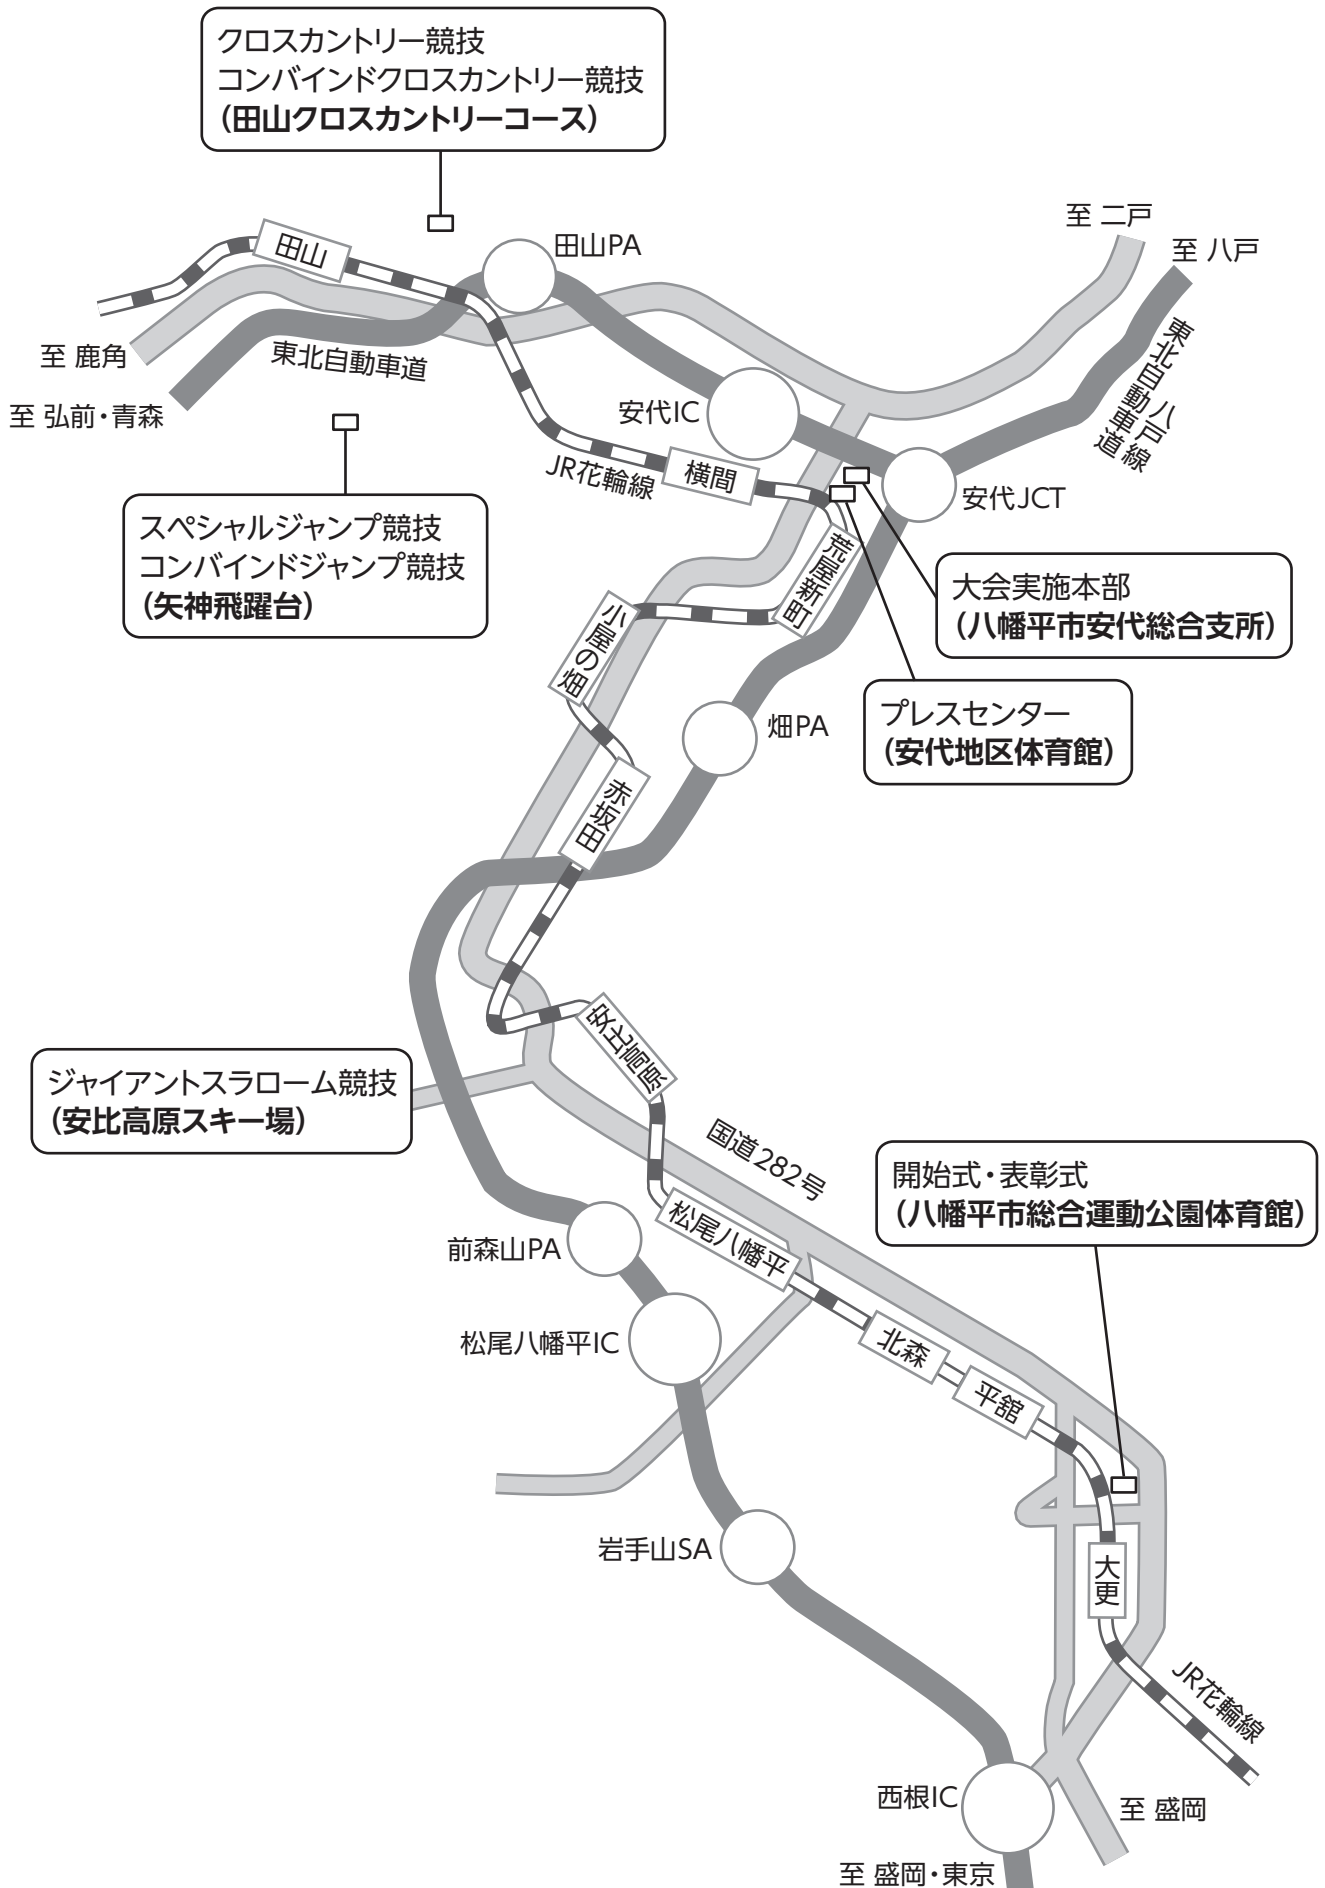 クロスカントリー競技
コンバインドクロスカントリー競技
（田山クロスカントリーコース）
至 二戸
至 八戸
田山
田山PA
至 鹿角
東北自動車道
至 弘前・青森
東北自動車道
八戸線
安代IC
JR花輪線
横間
安代JCT
スペシャルジャンプ競技
コンバインドジャンプ競技
（矢神飛躍台）
荒屋新町
大会実施本部
（八幡平市安代総合支所）
小屋の畑
プレスセンター
（安代地区体育館）
畑PA
赤坂田
安比高原
ジャイアントスラローム競技
（安比高原スキー場）
国道282号
開始式・表彰式
（八幡平市総合運動公園体育館）
松尾八幡平
前森山PA
松尾八幡平IC
北森
平舘
岩手山SA
大更
JR花輪線
西根IC
至 盛岡
至 盛岡・東京